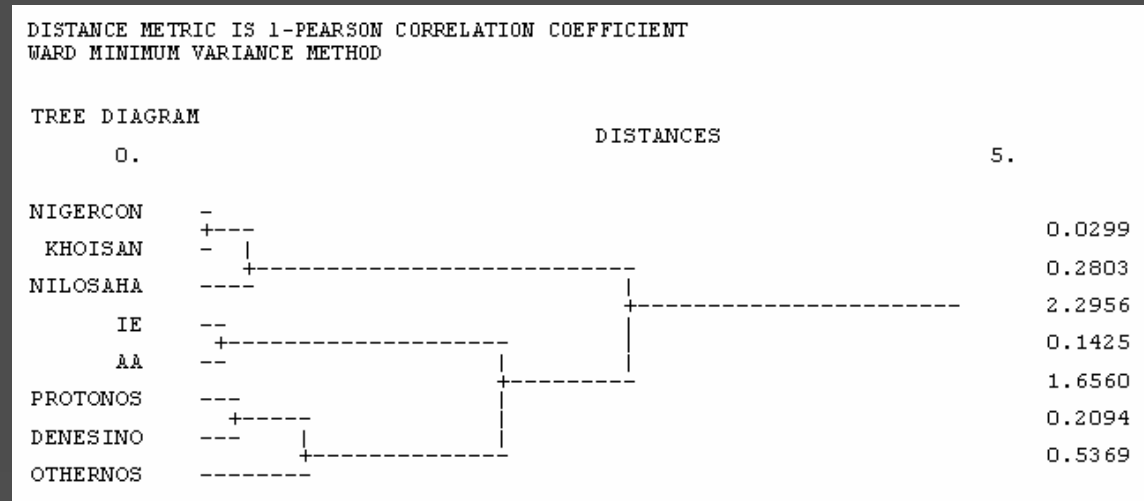 DISTANCE METRIC IS 1-PEARSON CORRELATION COEFFICIENT
WARD MINIMUM VARIANCE METHOD
TREE DIAGRAM
DISTANCES
0. 5.
NIGERCON
0.0299
KHOISAN
0.2803
NILOSAHA
2.2956
IE
0.1425
AA
1.6560
PROTONOS
0.2094
DENESINO
0.5369
OTHERNOS